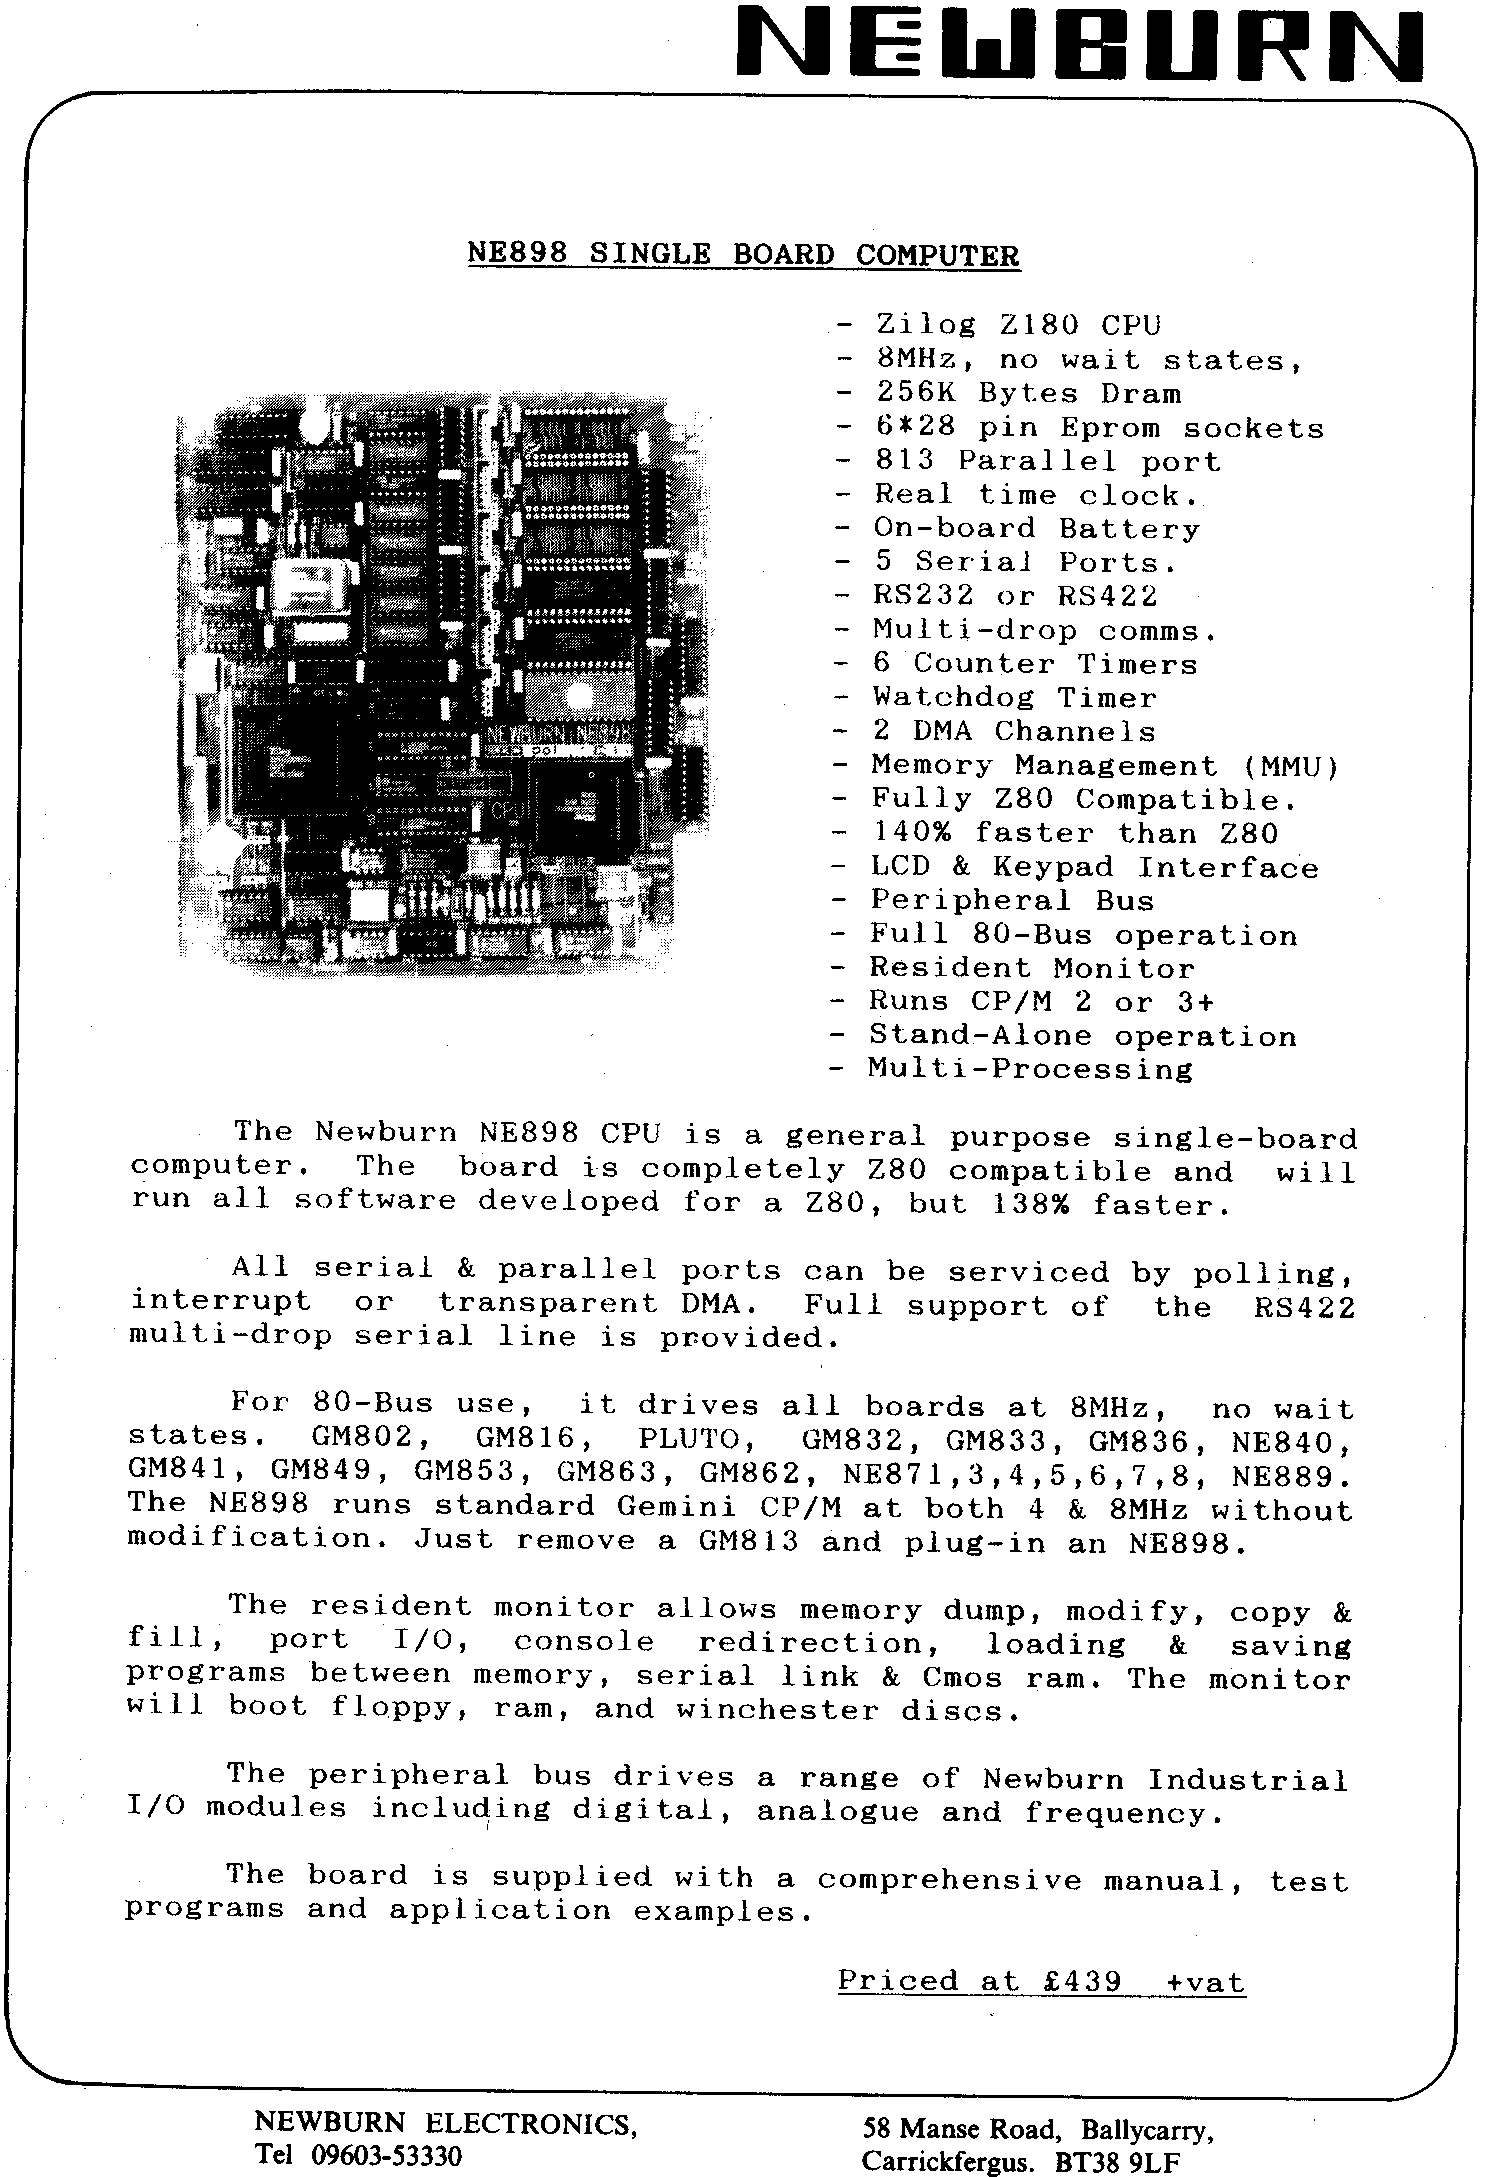 NEWBURN
NE898 SINGLE BOARD COMPUTER
- Zilog Z180 CPU
- 8MHz, no wait states,
- 256K Bytes Dram
- 6*28 pin Eprom sockets
- 813 Parallel port
- Real time clock.
- On-board Battery
- 5 Serial Ports.
- RS232 or RS422
- Multi-drop comms.
- 6 Counter Timers
- Watchdog Timer
- 2 DMA Channels
- Memory Management (MMU)
- Fully Z80 Compatible.
- 140% faster than Z80
- LCD & Keypad Interface
- Peripheral Bus
- Full 80-Bus operation
- Resident Monitor
- Runs CP/M 2 or 3+
- Stand-Alone operation
- Multi-Processing
NEWBURN NE898
CPU
The Newburn NE898 CPU is a general purpose single-board
computer. The board is completely Z80 compatible and will
run all software developed for a Z80, but 138% faster.
All serial & parallel ports can be serviced by polling,
interrupt or transparent DMA. Full support of the RS422
multi-drop serial line is provided.
For 80-Bus use, it drives all boards at 8MHz, no wait
states. GM802, GM816, PLUTO, GM832, GM833, GM836, NE840,
GM841, GM849, GM853, GM863, GM862, NE871,3,4,5,6,7,8, NE889.
The NE898 runs standard Gemini CP/M at both 4 & 8MHz without
modification. Just remove a GM813 and plug-in an NE898.
The resident monitor allows memory dump, modify, copy &
fill, port I/O, console redirection, loading & saving
programs between memory, serial link & Cmos ram. The monitor
will boot floppy, ram, and winchester discs.
The peripheral bus drives a range of Newburn Industrial
I/O modules including digital, analogue and frequency.
The board is supplied with a comprehensive manual, test
programs and application examples.
Priced at £439 +vat
NEWBURN ELECTRONICS,
Tel 09603-53330
58 Manse Road, Ballycarry,
Carrickfergus. BT38 9LF